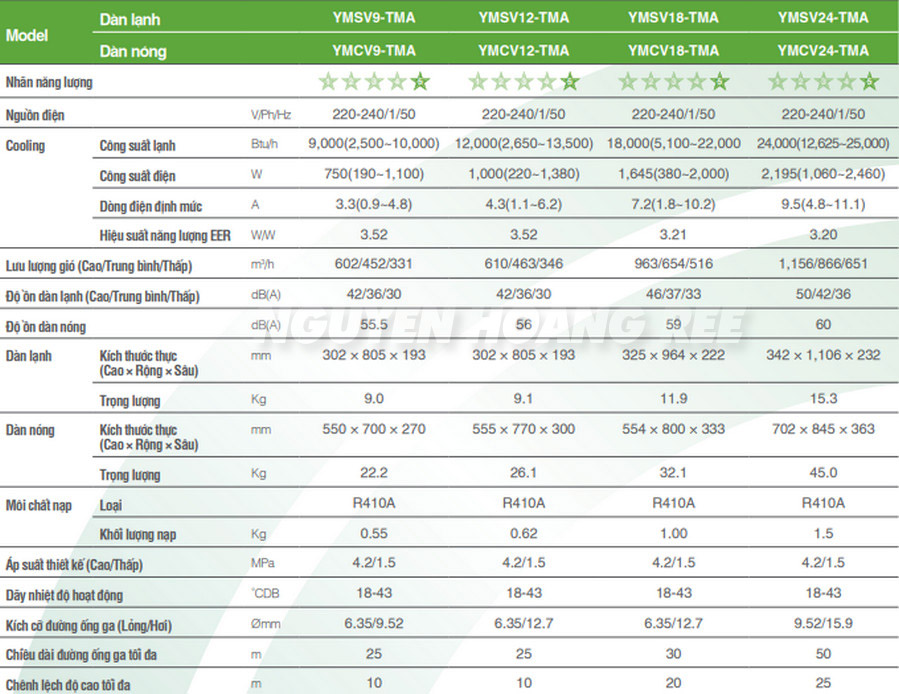 Model Dàn lạnh YMSV9-TMA YMSV12-TMA YMSV18-TMA YMSV24-TMA
Dàn nóng YMCV9-TMA YMCV12-TMA YMCV18-TMA YMCV24-TMA
Nhãn năng lượng
Nguồn điện V/Ph/Hz 220-240/1/50 220-240/1/50 220-240/1/50 220-240/1/50
Cooling Công suất lạnh Btu/h 9,000(2,500~10,000) 12,000(2,650~13,500) 18,000(5,100~22,000 24,000(12,625~25,000)
Công suất điện W 750(190~1,100) 1,000(220~1,380) 1,645(380~2,000) 2,195(1,060~2,460)
Dòng điện định mức A 3.3(0.9~4.8) 4.3(1.1~6.2) 7.2(1.8~10.2) 9.5(4.8~11.1)
Hiệu suất năng lượng EER W/W 3.52 3.52 3.21 3.20
Lưu lượng gió (Cao/Trung bình/Thấp) m³/h 602/452/331 610/463/346 963/654/516 1,156/866/651
Độ ồn dàn lạnh (Cao/Trung bình/Thấp) dB(A) 42/36/30 42/36/30 46/37/33 50/42/36
Độ ồn dàn nóng dB(A) 55.5 56 59 60
NGUYEN HOANG REE
Dàn lạnh Kích thước thực mm 302 × 805 × 193 302 × 805 × 193 325 × 964 × 222 342 × 1,106 × 232
(Cao × Rộng × Sâu)
Trọng lượng Kg 9.0 9.1 11.9 15.3
Dàn nóng Kích thước thực mm 550 × 700 × 270 555 × 770 × 300 554 × 800 × 333 702 × 845 × 363
(Cao × Rộng × Sâu)
Trọng lượng Kg 22.2 26.1 32.1 45.0
Môi chất nạp Loại R410A R410A R410A R410A
Khối lượng nạp Kg 0.55 0.62 1.00 1.5
Áp suất thiết kế (Cao/Thấp) MPa 4.2/1.5 4.2/1.5 4.2/1.5 4.2/1.5
Dãy nhiệt độ hoạt động °CDB 18-43 18-43 18-43 18-43
Kích cỡ đường ống ga (Lỏng/Hơi) Ømm 6.35/9.52 6.35/12.7 6.35/12.7 9.52/15.9
Chiều dài đường ống ga tối đa m 25 25 30 50
Chênh lệch độ cao tối đa m 10 10 20 25